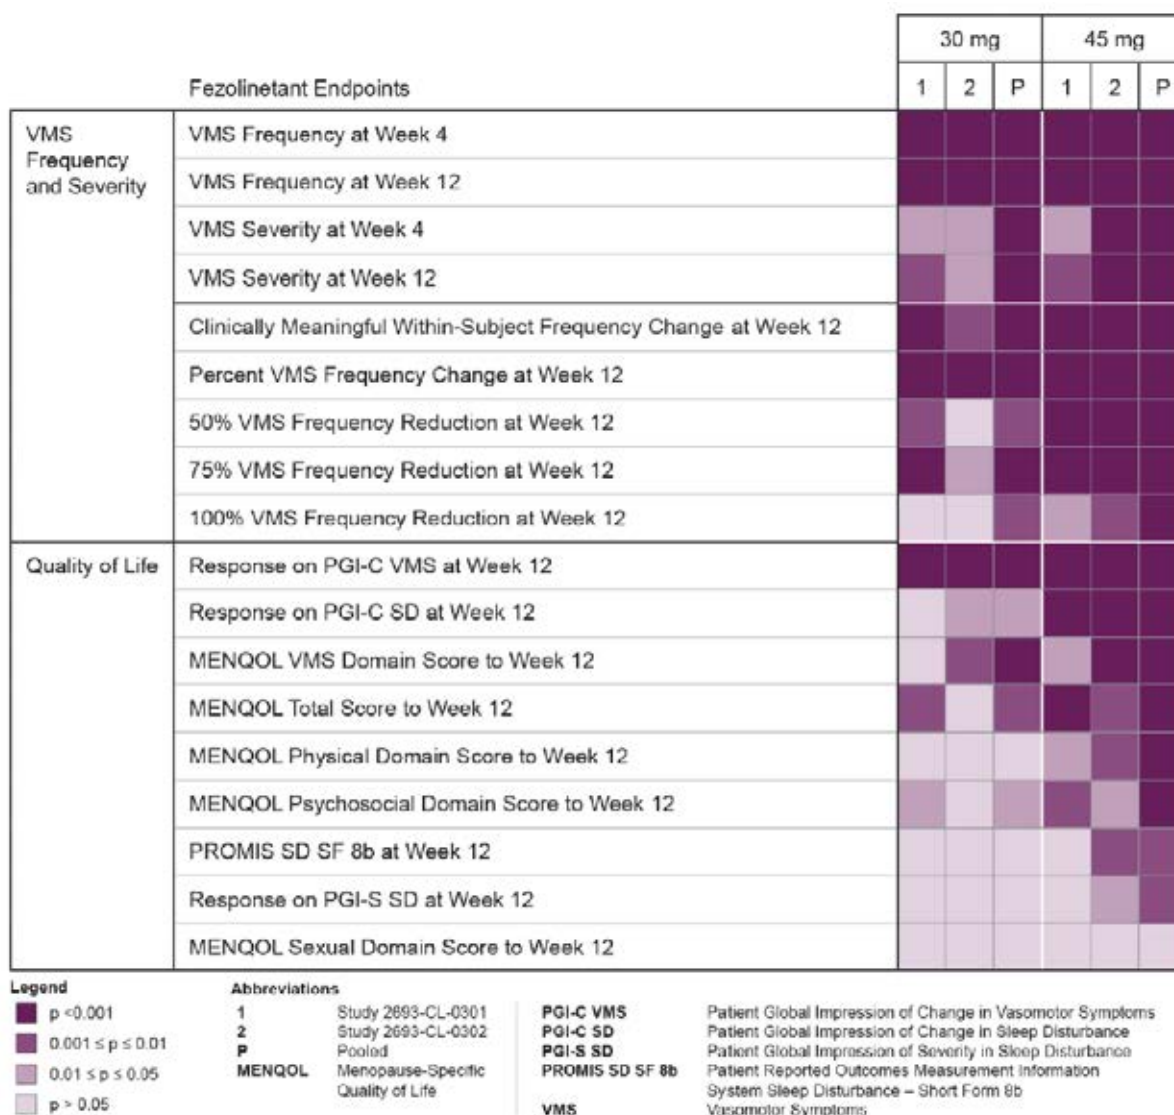 30 mg 45 mg
Fezolinetant Endpoints 1 2 P 1 2 P
VMS Frequency and Severity
VMS Frequency at Week 4
VMS Frequency at Week 12
VMS Severity at Week 4
VMS Severity at Week 12
Clinically Meaningful Within-Subject Frequency Change at Week 12
Percent VMS Frequency Change at Week 12
50% VMS Frequency Reduction at Week 12
75% VMS Frequency Reduction at Week 12
100% VMS Frequency Reduction at Week 12
Quality of Life
Response on PGI-C VMS at Week 12
Response on PGI-C SD at Week 12
MENQOL VMS Domain Score to Week 12
MENQOL Total Score to Week 12
MENQOL Physical Domain Score to Week 12
MENQOL Psychosocial Domain Score to Week 12
PROMIS SD SF 8b at Week 12
Response on PGI-S SD at Week 12
MENQOL Sexual Domain Score to Week 12
Legend
p <0.001
0.001 ≤ p ≤ 0.01
0.01 ≤ p ≤ 0.05
p > 0.05
Abbreviations
1 Study 2693-CL-0301
2 Study 2693-CL-0302
P Pooled
MENQOL Menopause-Specific
Quality of Life
PGI-C VMS Patient Global Impression of Change in Vasomotor Symptoms
PGI-C SD Patient Global Impression of Change in Sleep Disturbance
PGI-S SD Patient Global Impression of Severity in Sleep Disturbance
PROMIS SD SF 8b Patient Reported Outcomes Measurement Information
System Sleep Disturbance – Short Form 8b
VMS Vasomotor Symptoms